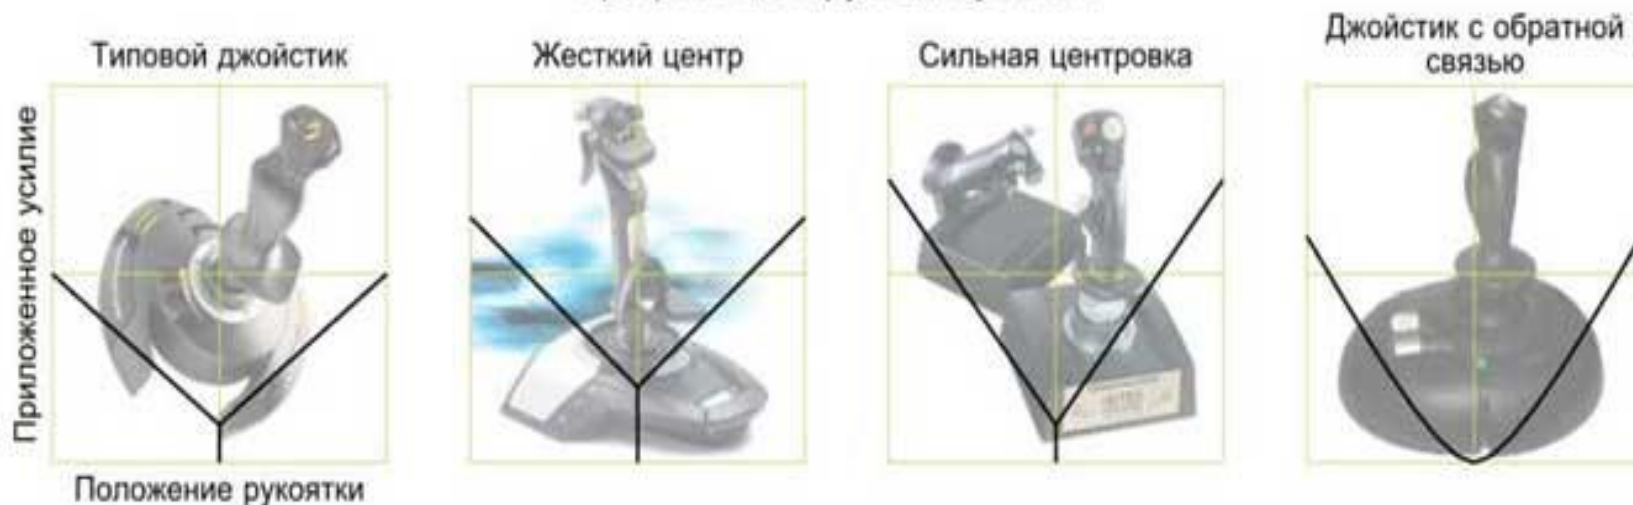 Типовой джойстик
Жесткий центр
Сильная центровка
Джойстик с обратной
связью
Приложенное усилие
Положение рукоятки